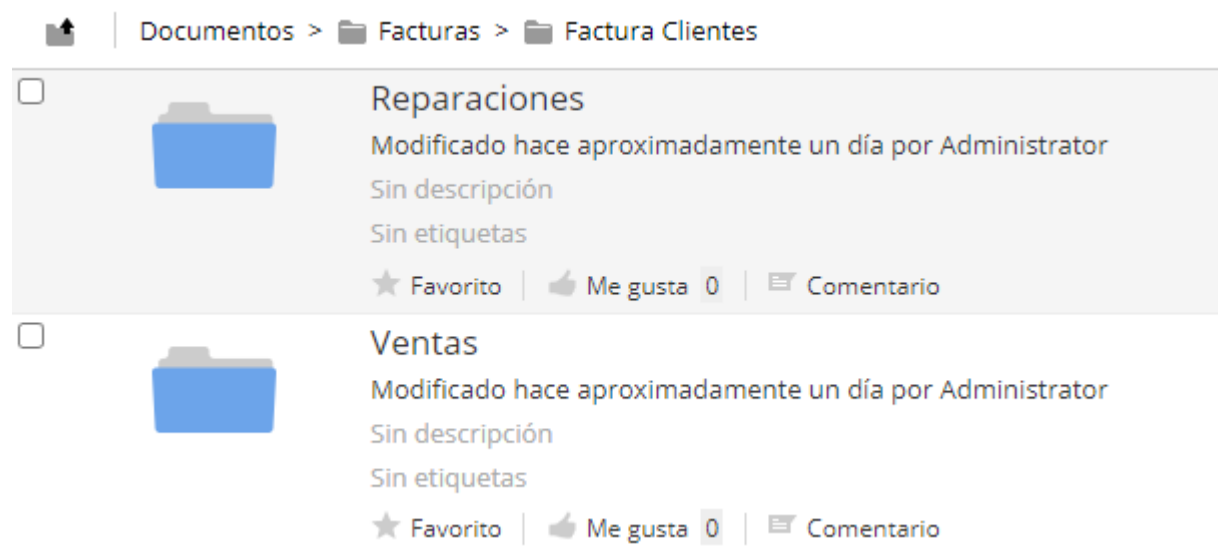 Documentos > Facturas > Factura Clientes
Reparaciones
Modificado hace aproximadamente un día por Administrator
Sin descripción
Sin etiquetas
Favorito Me gusta 0 Comentario
Ventas
Modificado hace aproximadamente un día por Administrator
Sin descripción
Sin etiquetas
Favorito Me gusta 0 Comentario